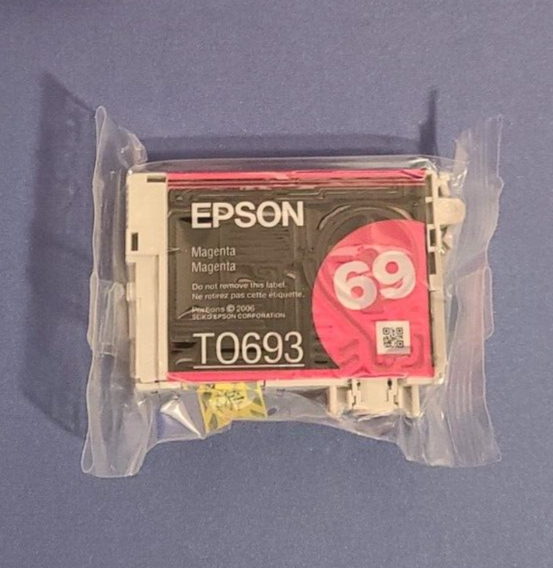 EPSON
Magenta
Magenta
69
Do not remove this label.
Ne retirez pas cette étiquette.
Portions © 2006
SEIKO EPSON CORPORATION
T0693